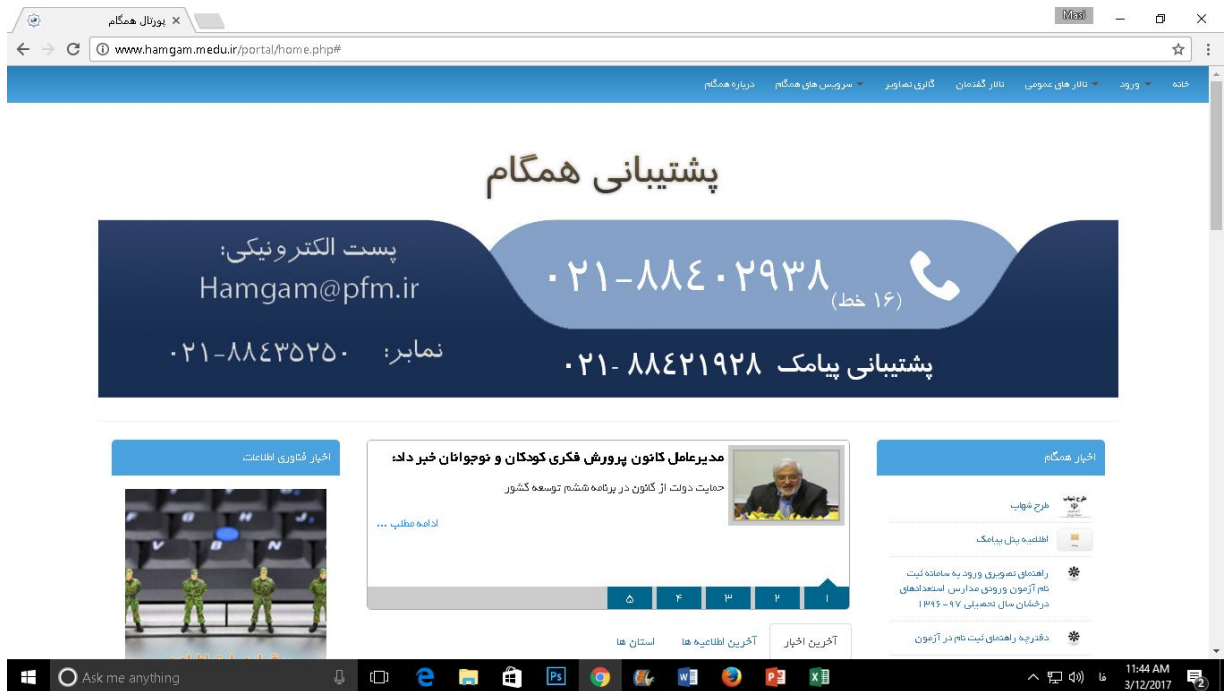 پورتال همگام
Masi
www.hamgam.medu.ir/portal/home.php#
خانه ورود تالار های عمومی تالار گفتمان گالری تصاویر سرویس های همگام درباره همگام
پشتیبانی همگام
۰۲۱-۸۸۴۰۲۹۳۸ (۱۶ خط)
پشتیبانی پیامک ۸۸۴۲۱۹۲۸ -۰۲۱
پست الکترونیکی:
Hamgam@pfm.ir
نمابر: ۰۲۱-۸۸۴۳۵۲۵۰
اخبار همگام
طرح شهاب
اطلاعیه پنل پیامک
راهنمای تصویری ورود به سامانه ثبت
نام آزمون ورودی مدارس استعدادهای
درخشان سال تحصیلی ۹۷-۱۳۹۶
دفترچه راهنمای ثبت نام در آزمون
مدیرعامل کانون پرورش فکری کودکان و نوجوانان خبر داد:
حمایت دولت از کانون در برنامه ششم توسعه کشور
ادامه مطلب ...
۱ ۲ ۳ ۴ ۵
آخرین اخبار آخرین اطلاعیه ها استان ها
اخبار فناوری اطلاعات
Ask me anything
فا
11:44 AM
3/12/2017
2